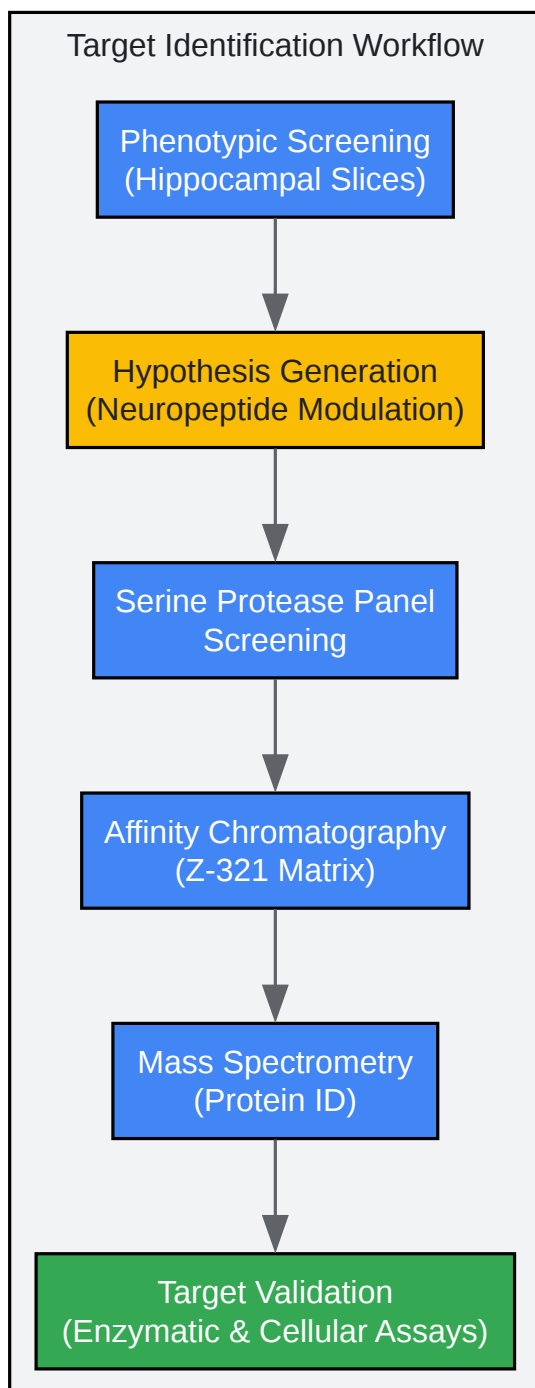 Target Identification Workflow
Phenotypic Screening
(Hippocampal Slices)
Hypothesis Generation
(Neuropeptide Modulation)
Serine Protease Panel
Screening
Affinity Chromatography
(Z-321 Matrix)
Mass Spectrometry
(Protein ID)
Target Validation
(Enzymatic & Cellular Assays)